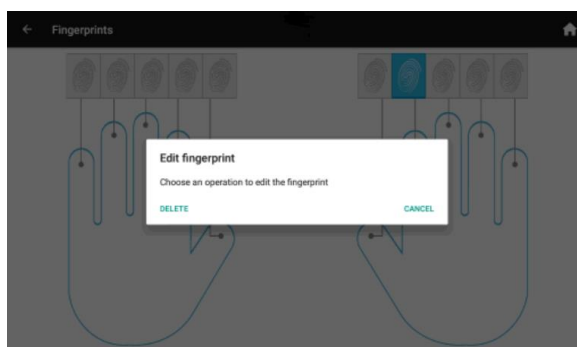 Fingerprints
Edit fingerprint
Choose an operation to edit the fingerprint
DELETE CANCEL